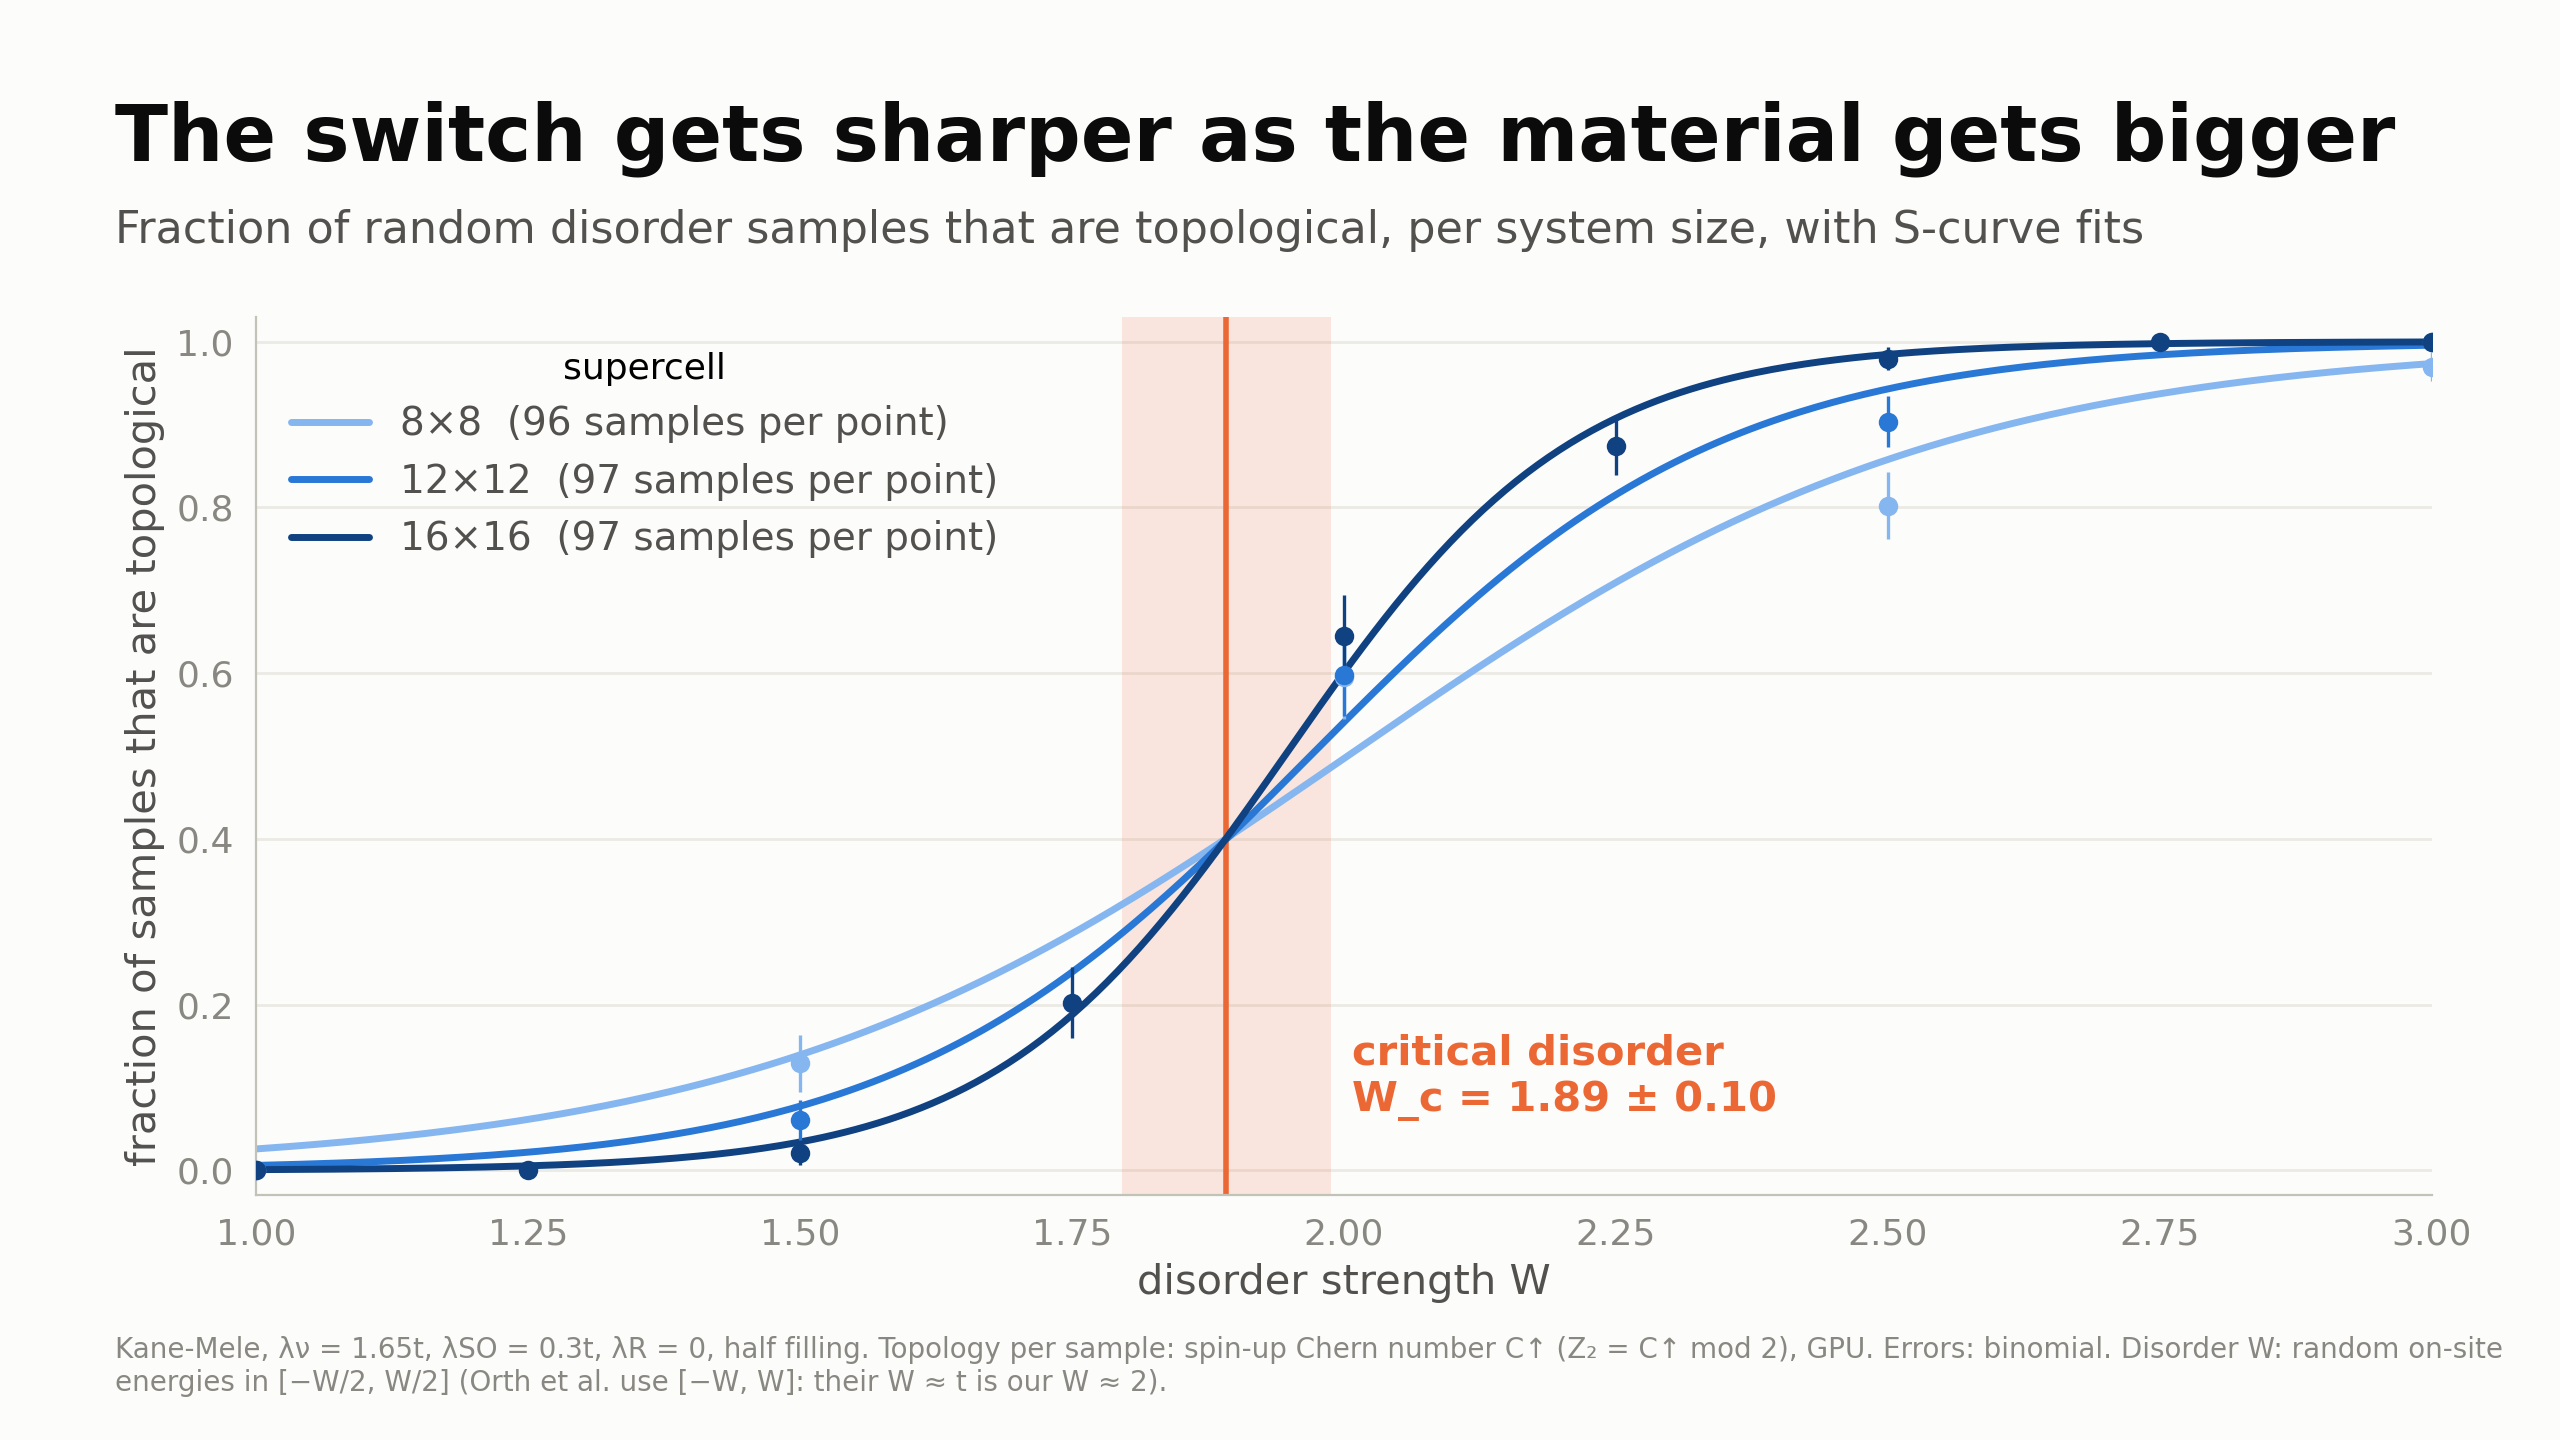 The switch gets sharper as the material gets bigger
Fraction of random disorder samples that are topological, per system size, with S-curve fits
fraction of samples that are topological
1.0
0.8
0.6
0.4
0.2
0.0
supercell
8×8 (96 samples per point)
12×12 (97 samples per point)
16×16 (97 samples per point)
critical disorder
W_c = 1.89 ± 0.10
1.00 1.25 1.50 1.75 2.00 2.25 2.50 2.75 3.00
disorder strength W
Kane-Mele, λν = 1.65t, λSO = 0.3t, λR = 0, half filling. Topology per sample: spin-up Chern number C↑ (Z₂ = C↑ mod 2), GPU. Errors: binomial. Disorder W: random on-site
energies in [−W/2, W/2] (Orth et al. use [−W, W]: their W ≈ t is our W ≈ 2).